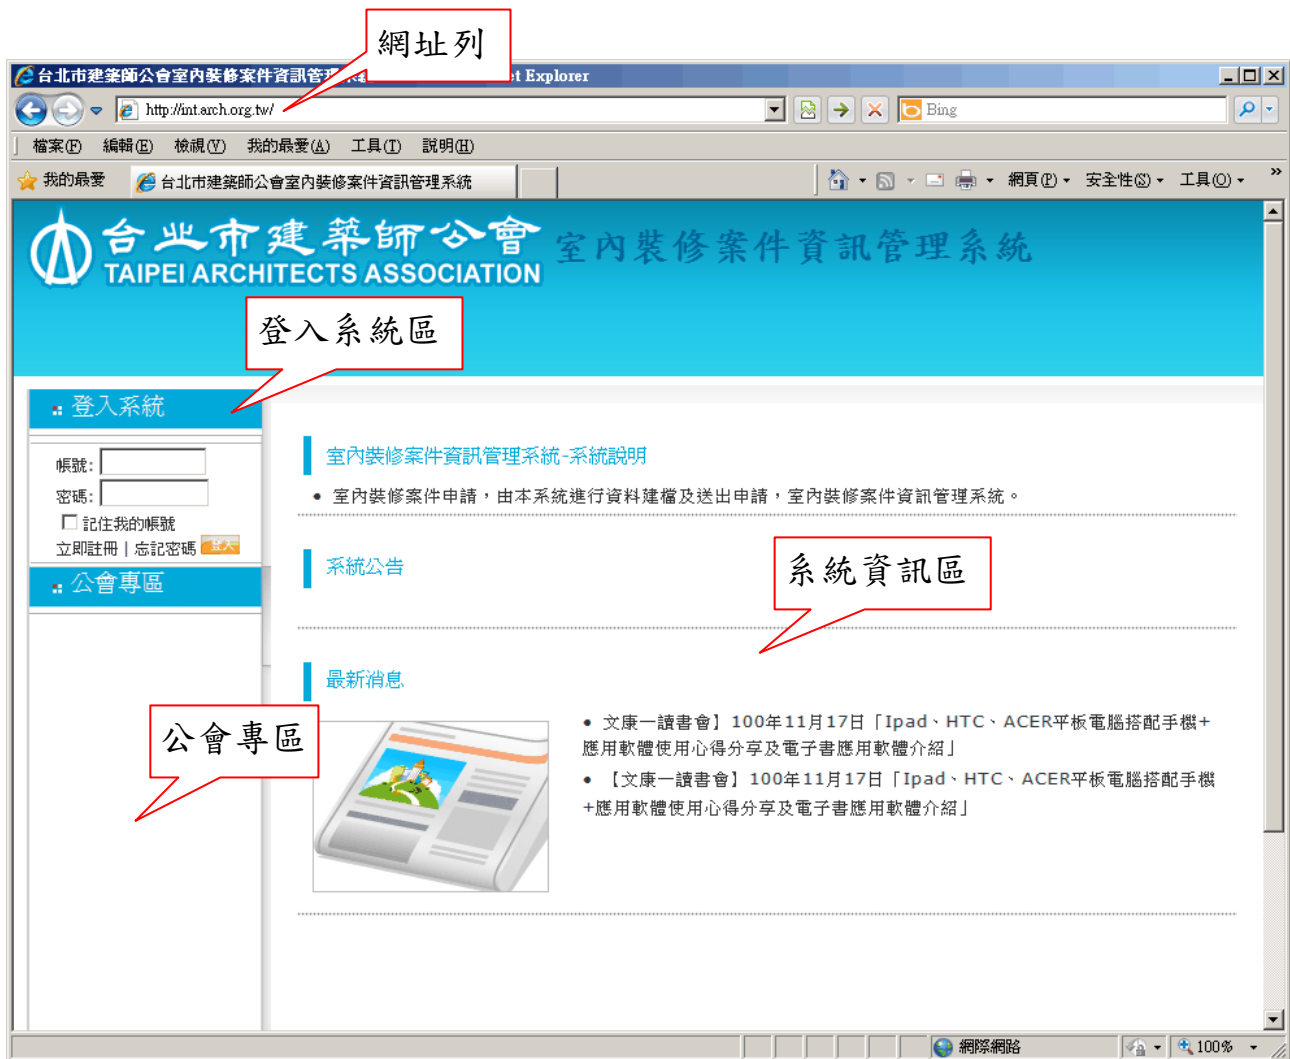 網址列
台北市建築師公會室內裝修案件資訊管理 et Explorer
http://int.arch.org.tw/
Bing
檔案(F) 編輯(E) 檢視(V) 我的最愛(A) 工具(T) 說明(H)
我的最愛 台北市建築師公會室內裝修案件資訊管理系統 網頁(P) 安全性(S) 工具(O) »
台北市建築師公會 室內裝修案件資訊管理系統
TAIPEI ARCHITECTS ASSOCIATION
登入系統區
登入系統
帳號:
密碼:
記住我的帳號
立即註冊 | 忘記密碼 登入
公會專區
公會專區
室內裝修案件資訊管理系統-系統說明
• 室內裝修案件申請，由本系統進行資料建檔及送出申請，室內裝修案件資訊管理系統。
系統公告
系統資訊區
最新消息
• 文康一讀書會】100年11月17日「Ipad、HTC、ACER平板電腦搭配手機+
應用軟體使用心得分享及電子書應用軟體介紹」
• 【文康一讀書會】100年11月17日「Ipad、HTC、ACER平板電腦搭配手機
+應用軟體使用心得分享及電子書應用軟體介紹」
網際網路 100%